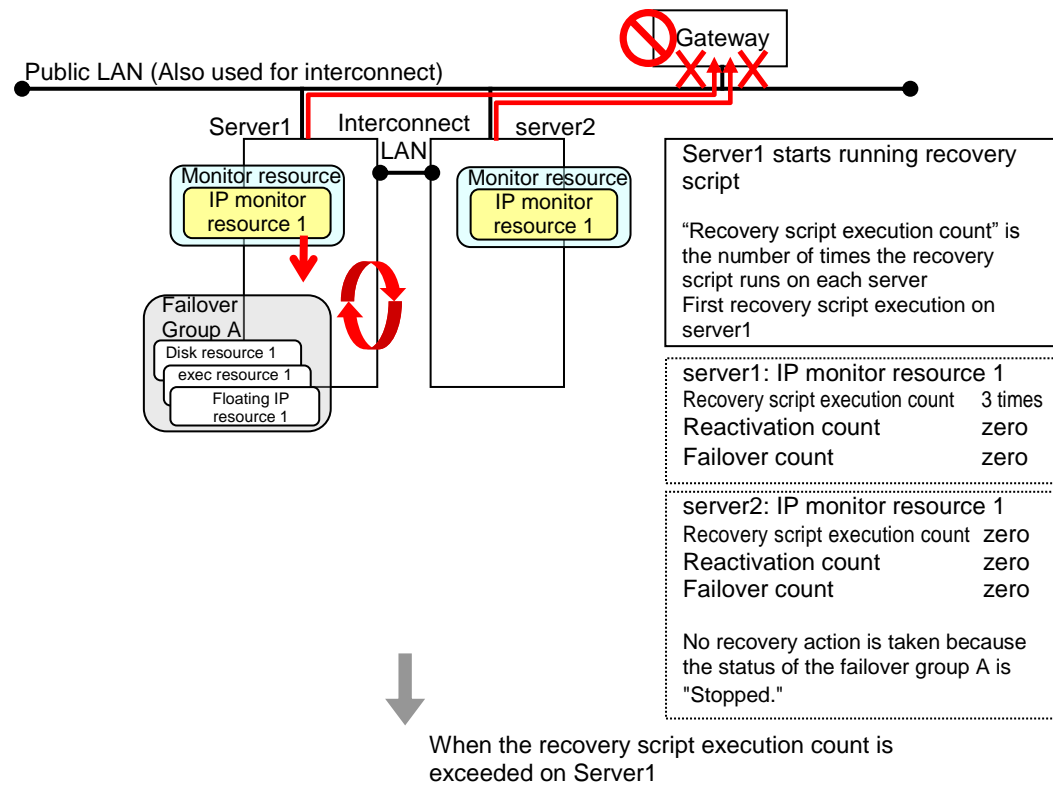 Gateway
Public LAN (Also used for interconnect)
Server1
Interconnect
LAN
server2
Monitor resource
IP monitor
resource 1
Monitor resource
IP monitor
resource 1
Failover
Group A
Disk resource 1
exec resource 1
Floating IP
resource 1
Server1 starts running recovery
script
“Recovery script execution count” is
the number of times the recovery
script runs on each server
First recovery script execution on
server1
server1: IP monitor resource 1
Recovery script execution count 3 times
Reactivation count zero
Failover count zero
server2: IP monitor resource 1
Recovery script execution count zero
Reactivation count zero
Failover count zero
No recovery action is taken because
the status of the failover group A is
"Stopped."
When the recovery script execution count is
exceeded on Server1